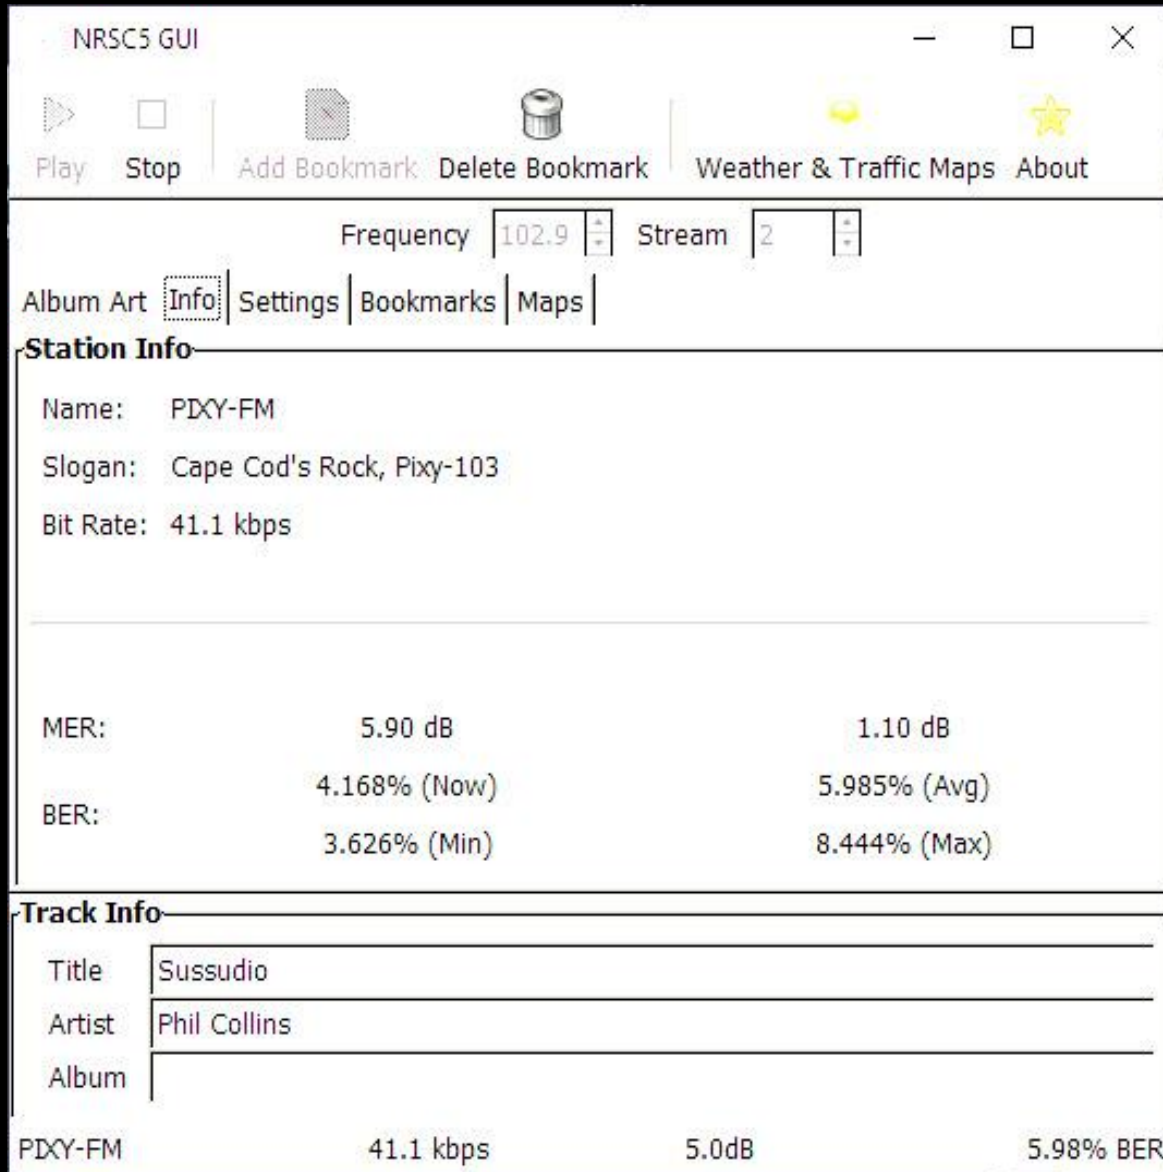 NRSC5 GUI
Play Stop Add Bookmark Delete Bookmark Weather & Traffic Maps About
Frequency 102.9 Stream 2
Album Art Info Settings Bookmarks Maps
Station Info
Name: PIXY-FM
Slogan: Cape Cod's Rock, Pixy-103
Bit Rate: 41.1 kbps
MER: 5.90 dB 1.10 dB
4.168% (Now) 5.985% (Avg)
BER:
3.626% (Min) 8.444% (Max)
Track Info
Title Sussudio
Artist Phil Collins
Album
PIXY-FM 41.1 kbps 5.0dB 5.98% BER